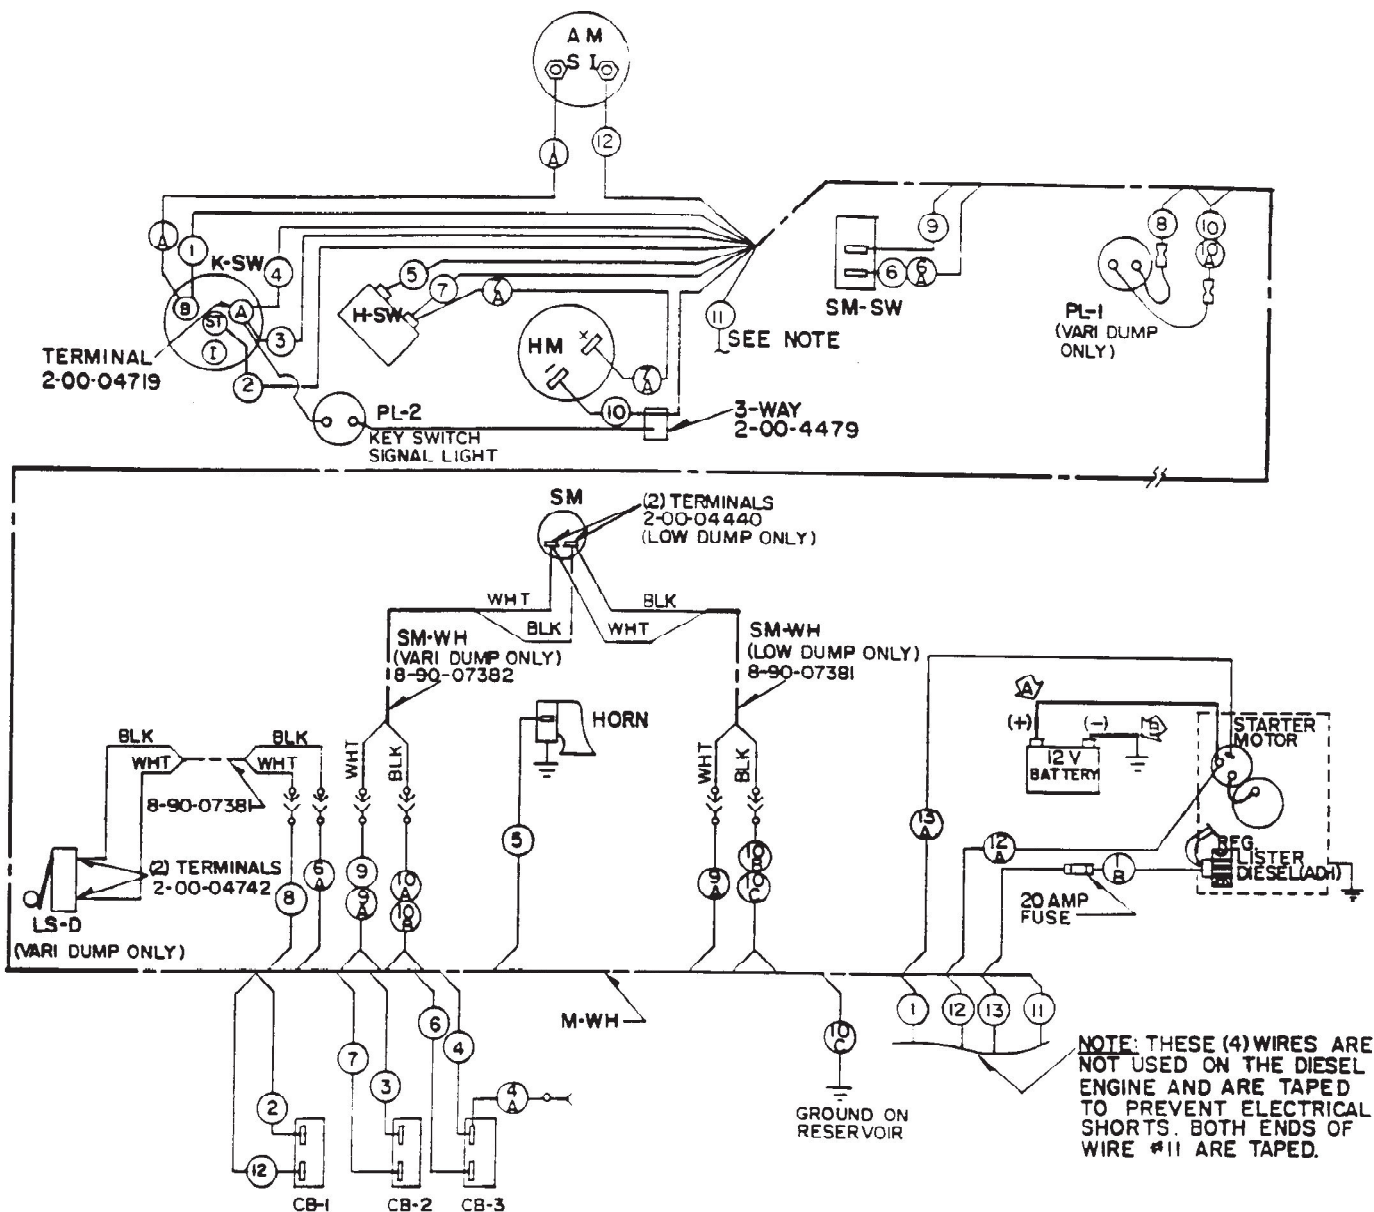 AM
S I
A
12
A
1
K-SW
4
B
A
ST
I
3
2
TERMINAL
2-00-04719
5
7
7
A
H-SW
HM
X
7
A
10
PL-2
KEY SWITCH
SIGNAL LIGHT
3-WAY
2-00-4479
11
SEE NOTE
9
6
6
A
SM-SW
8
10
10
A
PL-1
(VARI DUMP
ONLY)
SM
(2) TERMINALS
2-00-04440
(LOW DUMP ONLY)
WHT
BLK
BLK
WHT
SM-WH
(VARI DUMP ONLY)
8-90-07382
SM-WH
(LOW DUMP ONLY)
8-90-07381
HORN
BLK
WHT
BLK
WHT
8-90-07381
WHT
BLK
WHT
BLK
(2) TERMINALS
2-00-04742
LS-D
(VARI DUMP ONLY)
8
6
A
9
9
A
10
A
10
B
5
9
A
10
B
10
C
A
(+)
(-)
12V
BATTERY
STARTER
MOTOR
13
A
12
A
1
B
20 AMP
FUSE
REG.
LISTER
DIESEL(ADH)
M-WH
2
12
7
3
6
4
4
A
CB-1
CB-2
CB-3
10
C
GROUND ON
RESERVOIR
1
12
13
11
NOTE: THESE (4) WIRES ARE
NOT USED ON THE DIESEL
ENGINE AND ARE TAPED
TO PREVENT ELECTRICAL
SHORTS. BOTH ENDS OF
WIRE #11 ARE TAPED.